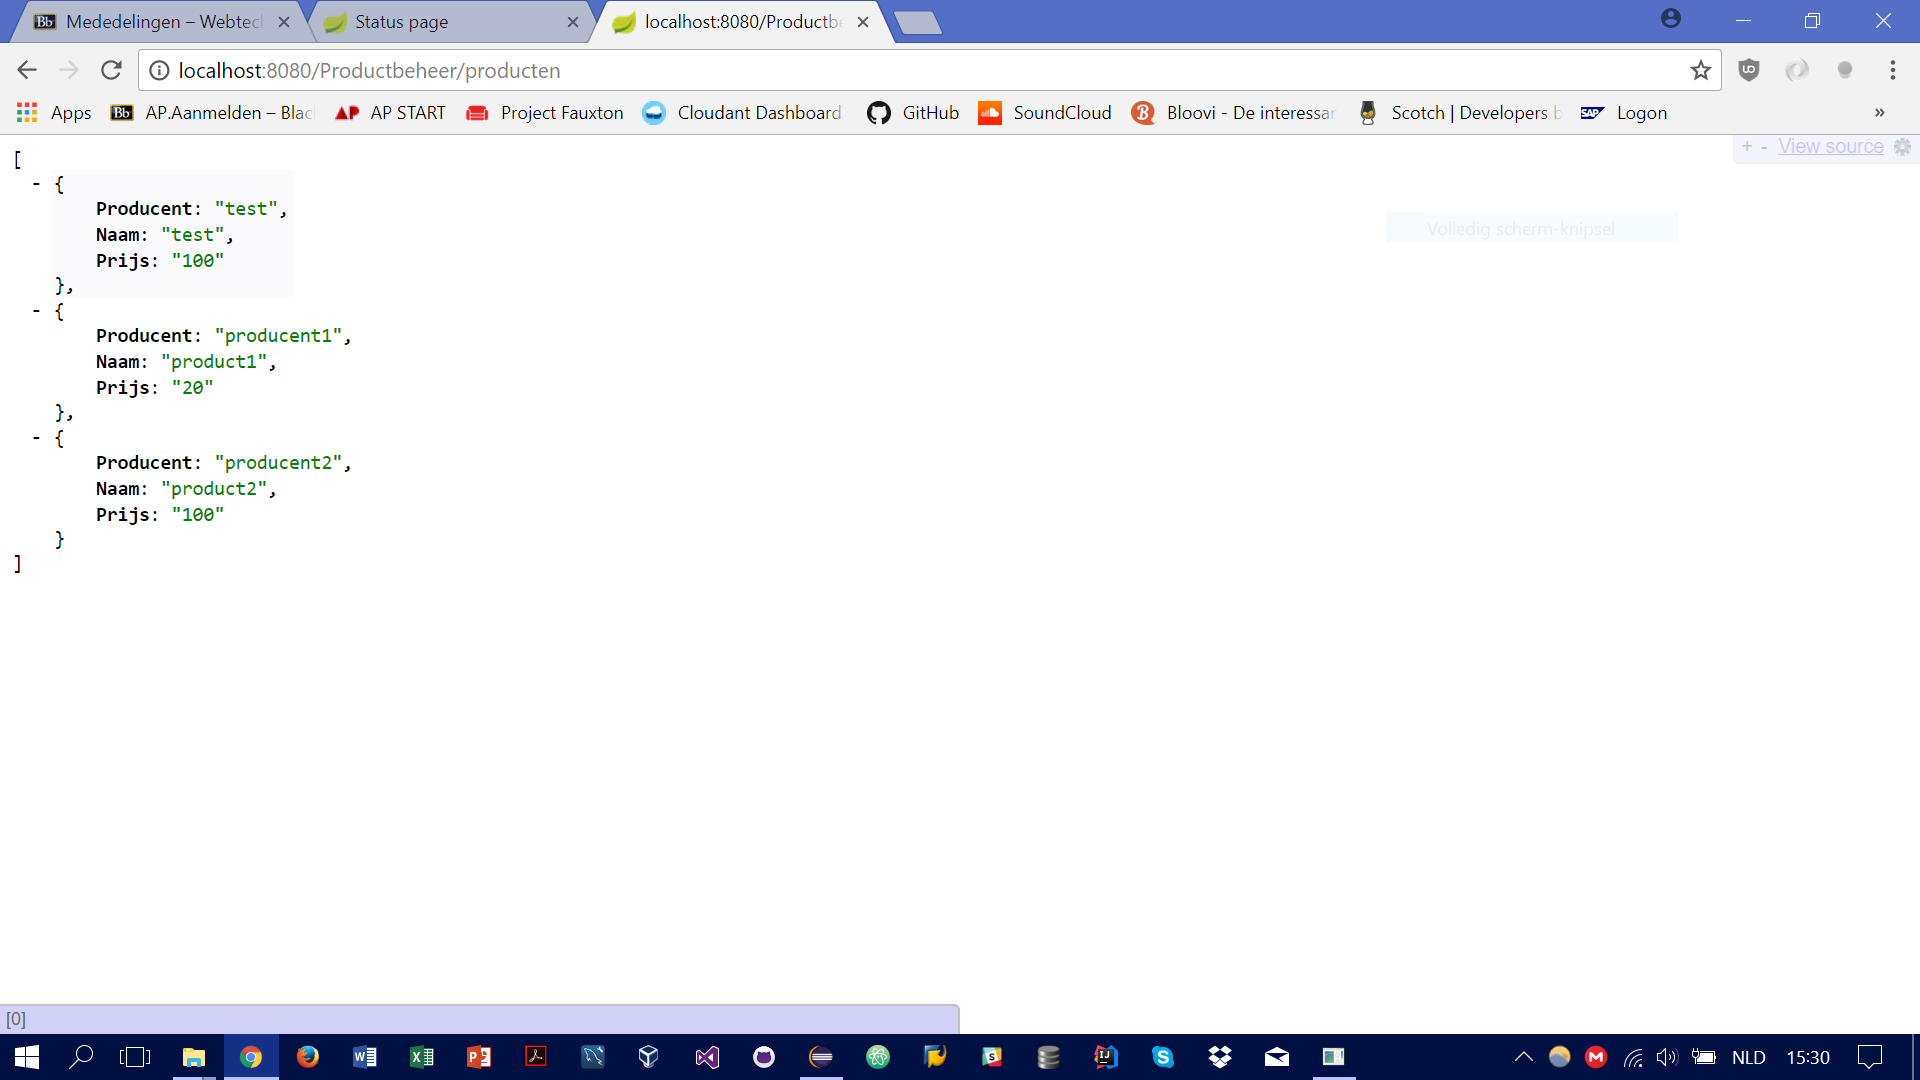 Mededelingen – Webtec
Status page
localhost:8080/Productbe
localhost:8080/Productbeheer/producten
Apps
Bb
AP.Aanmelden – Blac
AP START
Project Fauxton
Cloudant Dashboard
GitHub
SoundCloud
Bloovi - De interessar
Scotch | Developers b
Logon
»
+ - View source
[
- {
Producent: "test",
Naam: "test",
Prijs: "100"
},
- {
Producent: "producent1",
Naam: "product1",
Prijs: "20"
},
- {
Producent: "producent2",
Naam: "product2",
Prijs: "100"
}
]
Volledig scherm-knipsel
[0]
NLD
15:30